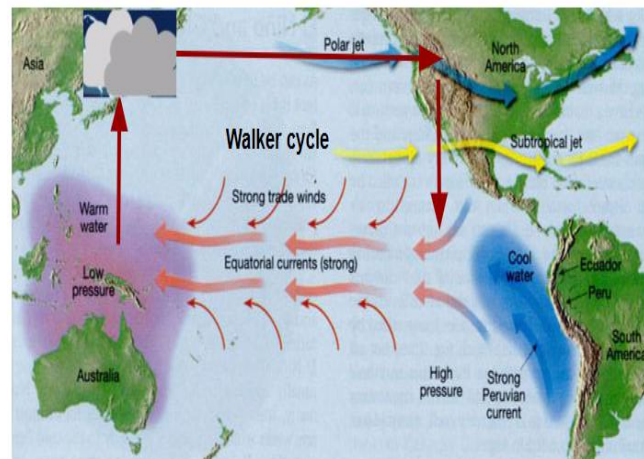 Asia
Polar jet
North
America
Walker cycle
Subtropical jet
Strong trade winds
Warm
water
Equatorial currents (strong)
Low
pressure
Cool
water
Ecuador
Peru
South
America
Australia
High
pressure
Strong
Peruvian
current